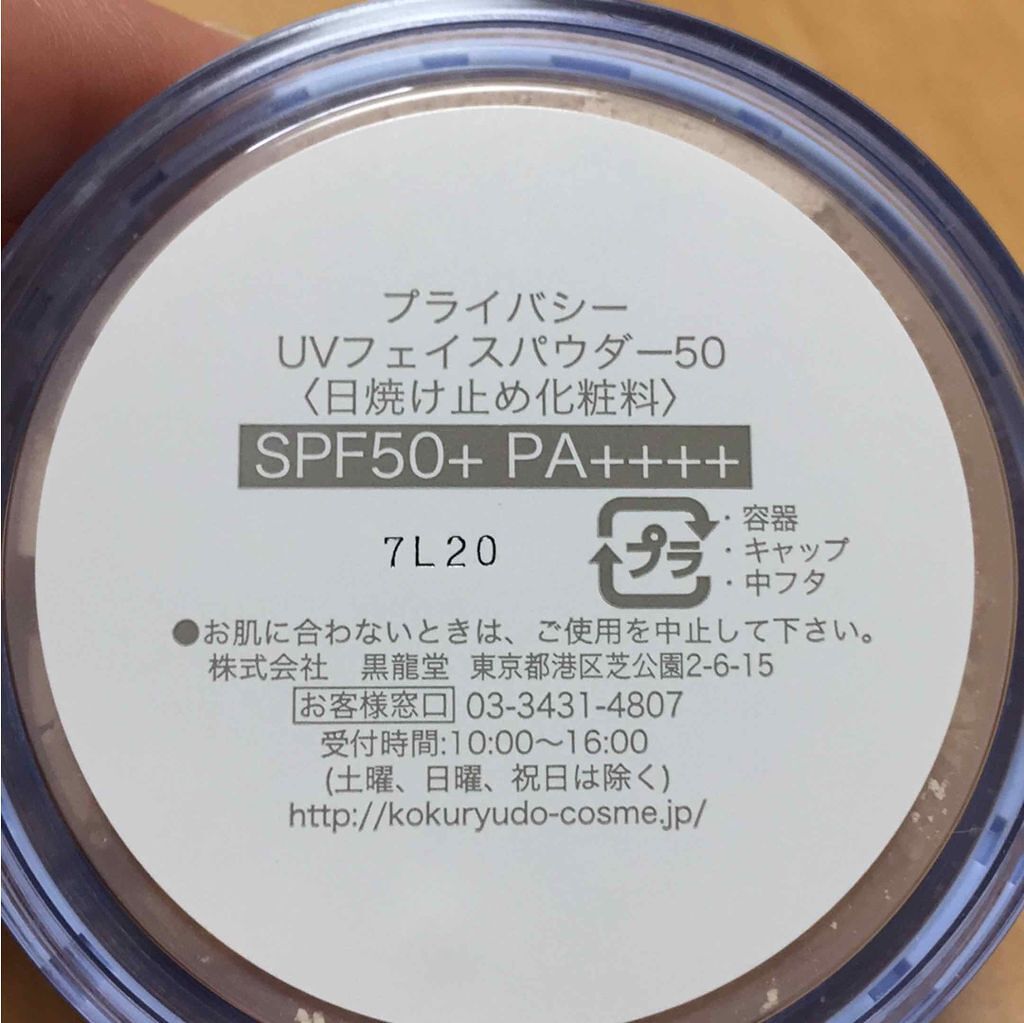 プライバシー
UVフェイスパウダー50
〈日焼け止め化粧料〉
SPF50+ PA++++
7L20
プラ
・容器
・キャップ
・中フタ
●お肌に合わないときは、ご使用を中止して下さい。
株式会社 黒龍堂 東京都港区芝公園2-6-15
お客様窓口 03-3431-4807
受付時間:10:00〜16:00
(土曜、日曜、祝日は除く)
http://kokuryudo-cosme.jp/